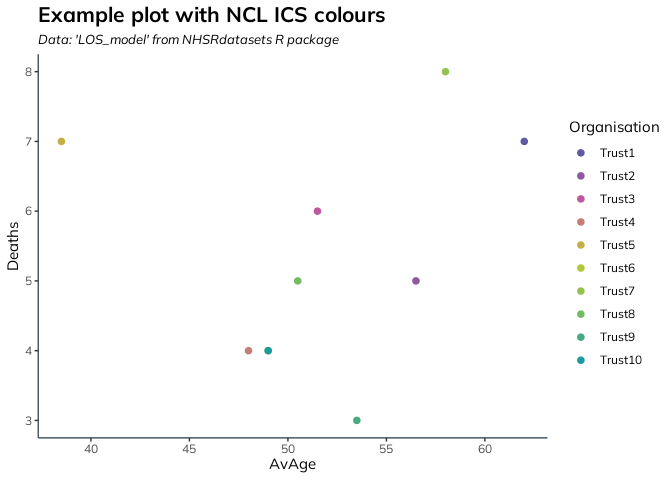 Example plot with NCL ICS colours
Data: 'LOS_model' from NHSRdatasets R package
8
7
6
5
4
3
Deaths
40
45
50
55
60
AvAge
Organisation
Trust1
Trust2
Trust3
Trust4
Trust5
Trust6
Trust7
Trust8
Trust9
Trust10